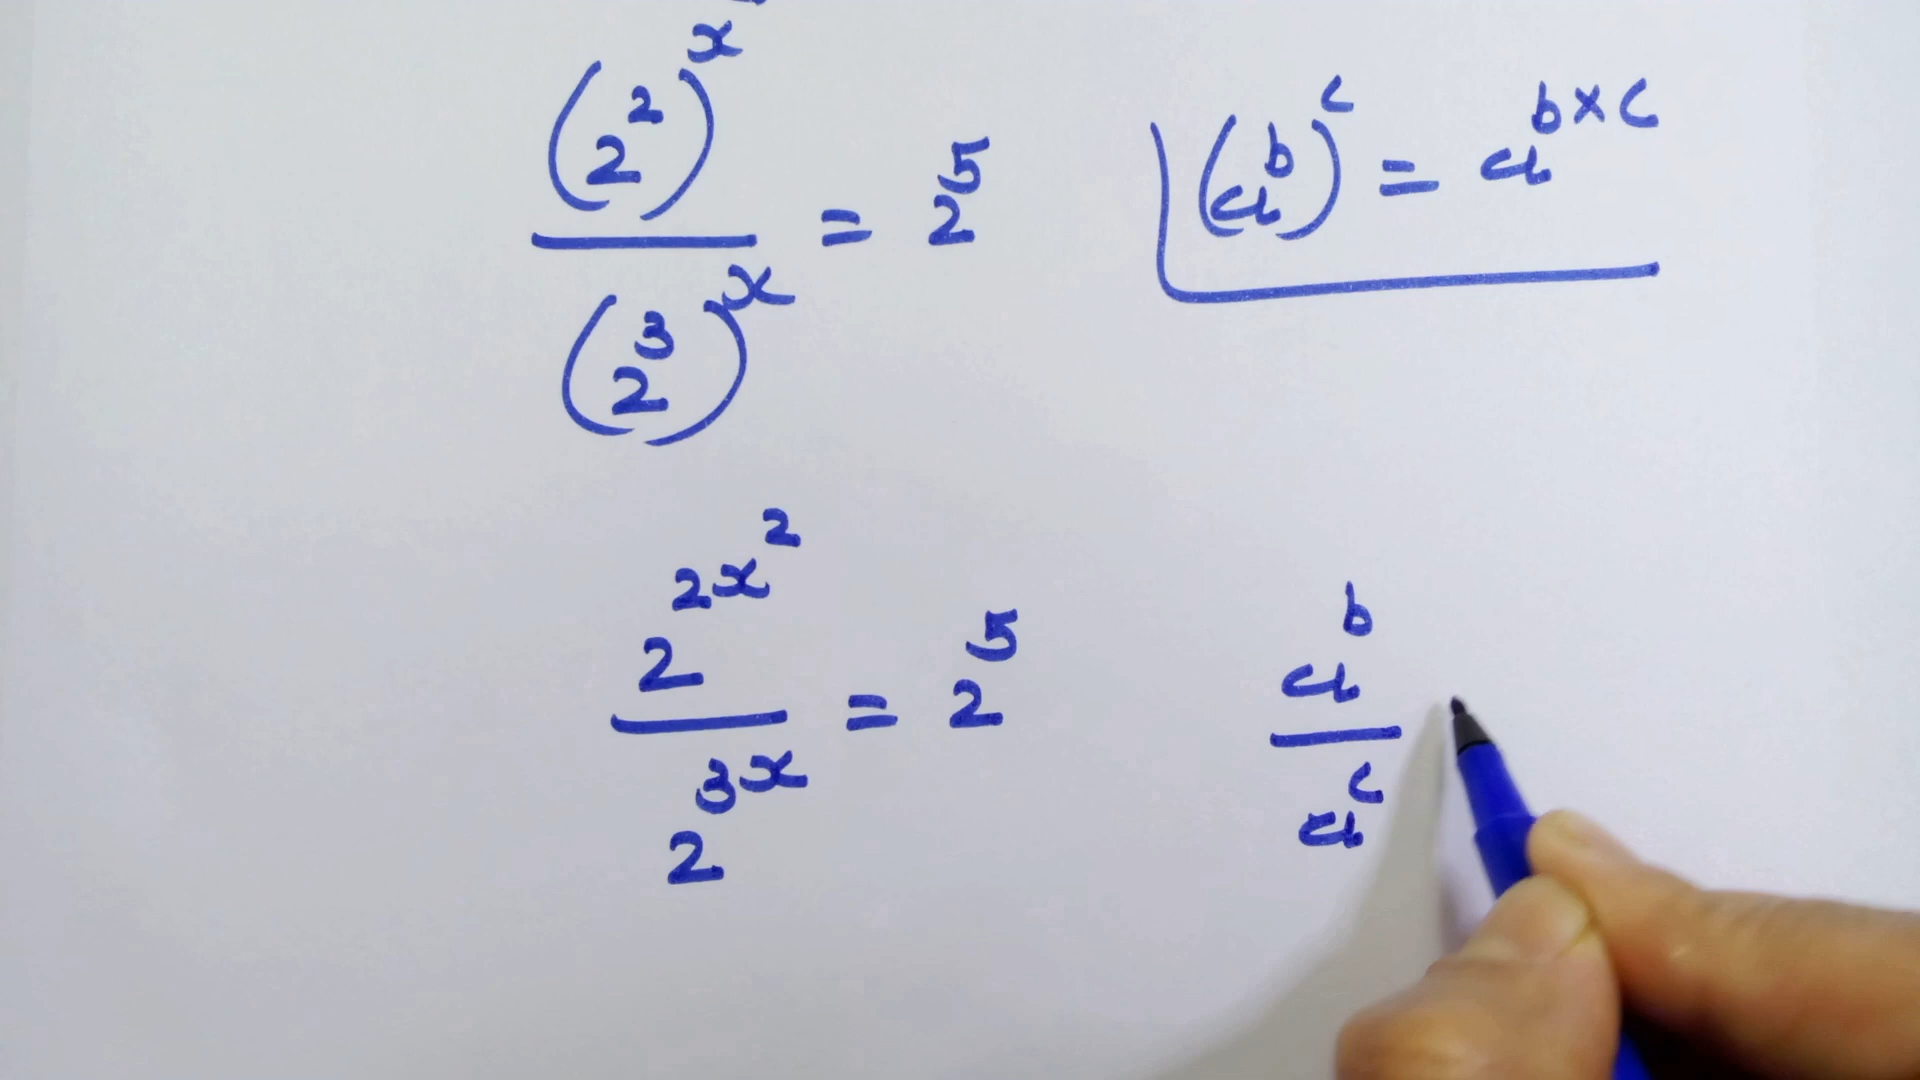 (2^2)^x^2 / (2^3)^x = 2^5
(a^b)^c = a^{b×c}
2^{2x^2} / 2^{3x} = 2^5
a^b / a^c